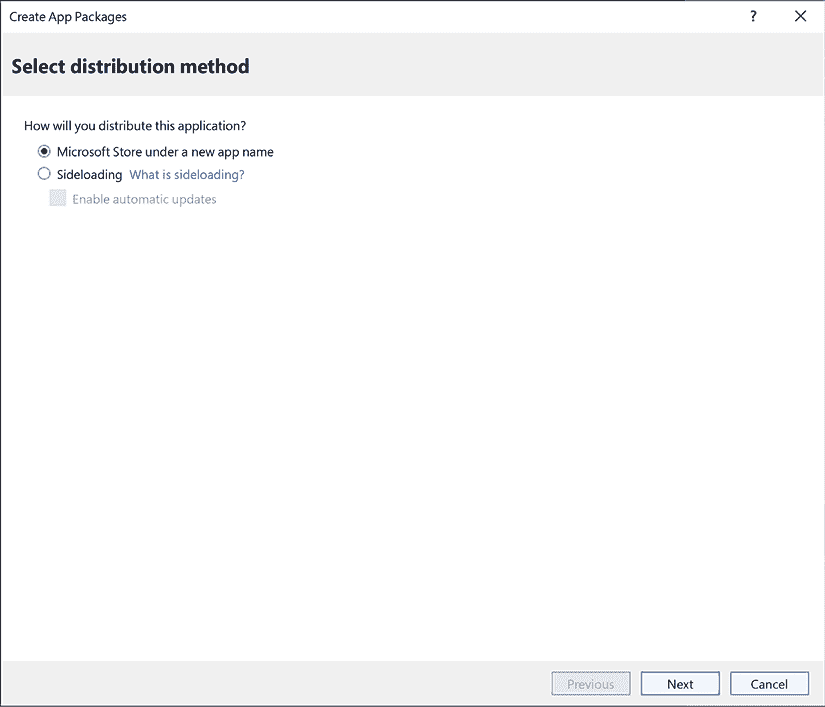 Create App Packages ?
Select distribution method
How will you distribute this application?
Microsoft Store under a new app name
Sideloading What is sideloading?
Enable automatic updates
Previous Next Cancel